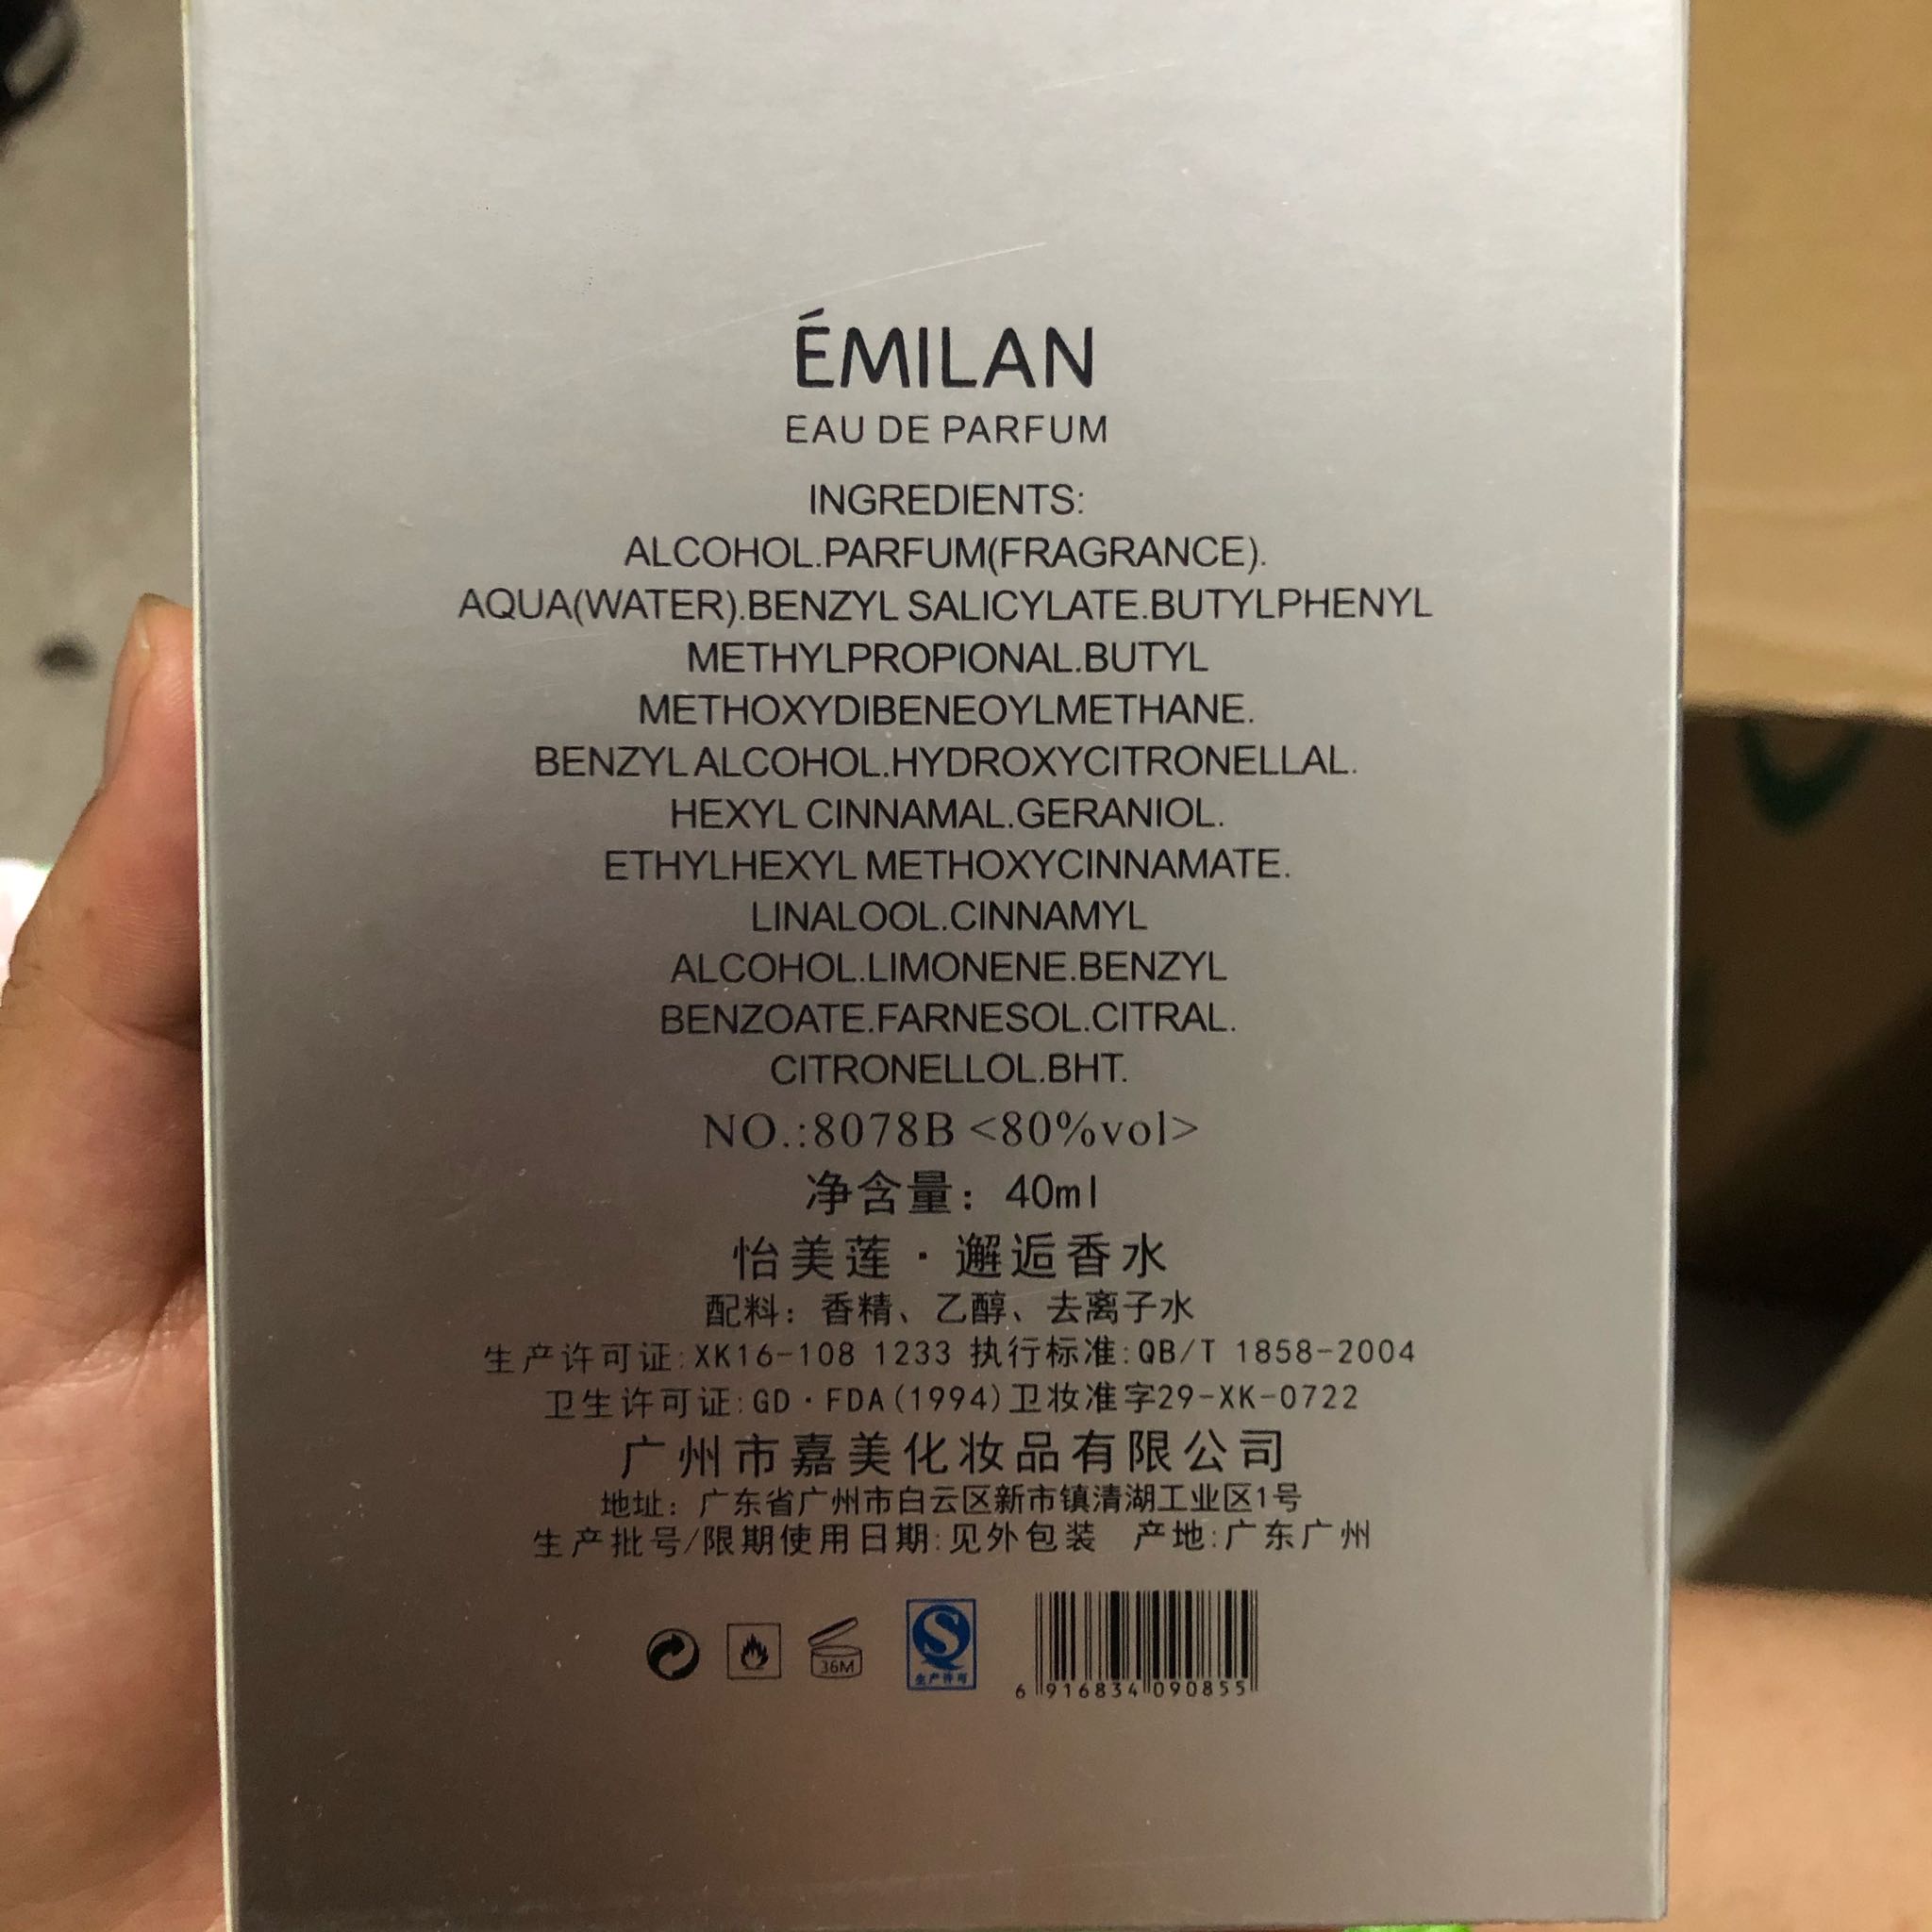 ÉMILAN
EAU DE PARFUM
INGREDIENTS:
ALCOHOL.PARFUM(FRAGRANCE).
AQUA(WATER).BENZYL SALICYLATE.BUTYLPHENYL
METHYLPROPIONAL.BUTYL
METHOXYDIBENEOYLMETHANE.
BENZYL ALCOHOL.HYDROXYCITRONELLAL.
HEXYL CINNAMAL.GERANIOL.
ETHYLHEXYL METHOXYCINNAMATE.
LINALOOL.CINNAMYL
ALCOHOL.LIMONENE.BENZYL
BENZOATE.FARNESOL.CITRAL.
CITRONELLOL.BHT.
NO.:8078B <80%vol>
净含量：40ml
怡美莲·邂逅香水
配料：香精、乙醇、去离子水
生产许可证:XK16-108 1233 执行标准:QB/T 1858-2004
卫生许可证:GD·FDA(1994)卫妆准字29-XK-0722
广州市嘉美化妆品有限公司
地址：广东省广州市白云区新市镇清湖工业区1号
生产批号/限期使用日期:见外包装 产地:广东广州
36M
生产许可
6 916834 090855